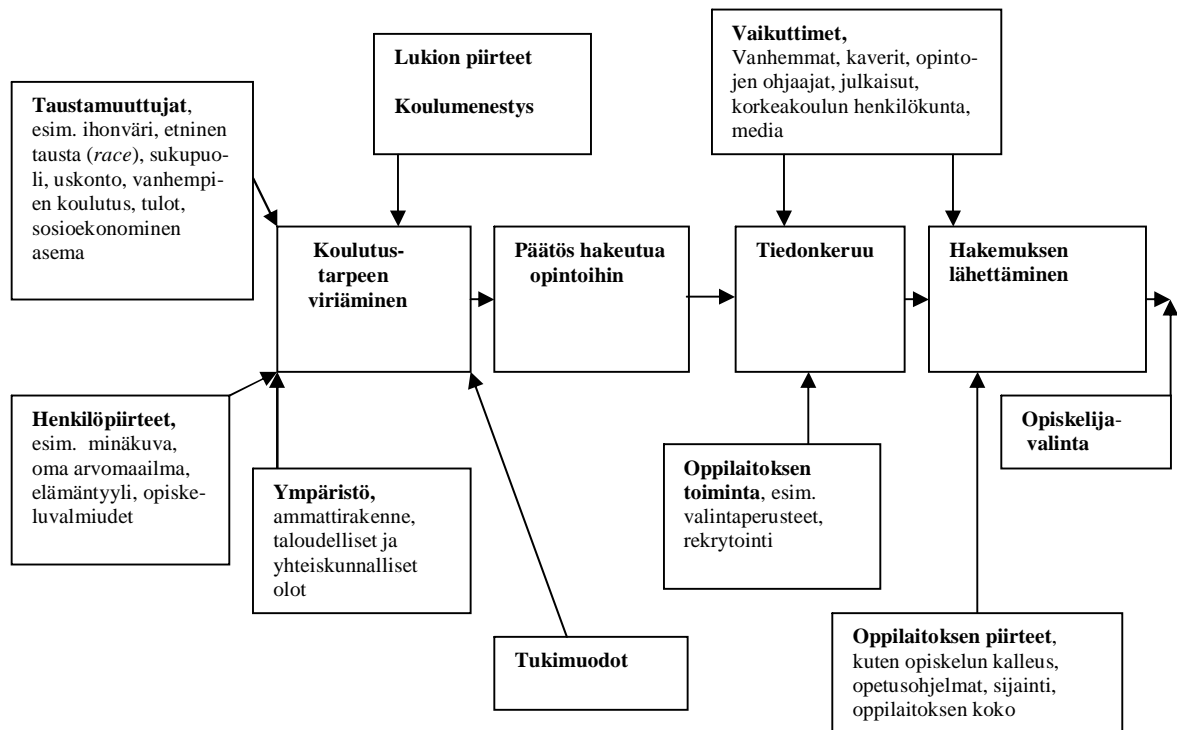 Lukion piirteet
Koulumenestys
Vaikuttimet,
Vanhemmat, kaverit, opinto-
jen ohjaajat, julkaisut,
korkeakoulun henkilökunta,
media
Taustamuuttujat,
esim. ihonväri, etninen
tausta (race), sukupuo-
li, uskonto, vanhempi-
en koulutus, tulot,
sosioekonominen
asema
Koulutus-
tarpeen
viriäminen
Päätös hakeutua
opintoihin
Tiedonkeruu
Hakemuksen
lähettäminen
Opiskelija-
valinta
Henkilöpiirteet,
esim. minäkuva,
oma arvomaailma,
elämäntyyli, opiske-
luvalmiudet
Ympäristö,
ammattirakenne,
taloudelliset ja
yhteiskunnalliset
olot
Oppilaitoksen
toiminta, esim.
valintaperusteet,
rekrytointi
Tukimuodot
Oppilaitoksen piirteet,
kuten opiskelun kalleus,
opetusohjelmat, sijainti,
oppilaitoksen koko